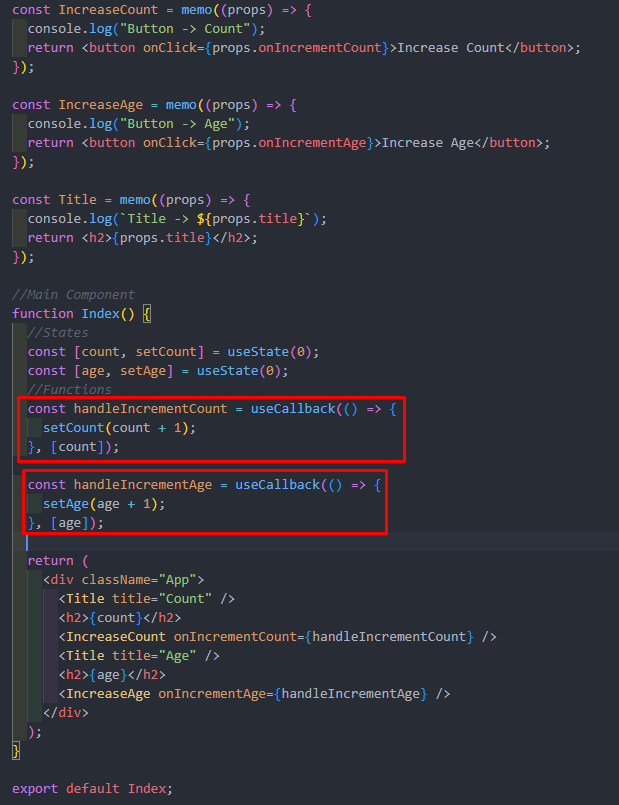 const IncreaseCount = memo((props) => {
  console.log("Button -> Count");
  return <button onClick={props.onIncrementCount}>Increase Count</button>;
});

const IncreaseAge = memo((props) => {
  console.log("Button -> Age");
  return <button onClick={props.onIncrementAge}>Increase Age</button>;
});

const Title = memo((props) => {
  console.log(`Title -> ${props.title}`);
  return <h2>{props.title}</h2>;
});

//Main Component
function Index() {
  //States
  const [count, setCount] = useState(0);
  const [age, setAge] = useState(0);
  //Functions
  const handleIncrementCount = useCallback(() => {
    setCount(count + 1);
  }, [count]);

  const handleIncrementAge = useCallback(() => {
    setAge(age + 1);
  }, [age]);

  return (
    <div className="App">
      <Title title="Count" />
      <h2>{count}</h2>
      <IncreaseCount onIncrementCount={handleIncrementCount} />
      <Title title="Age" />
      <h2>{age}</h2>
      <IncreaseAge onIncrementAge={handleIncrementAge} />
    </div>
  );
}

export default Index;